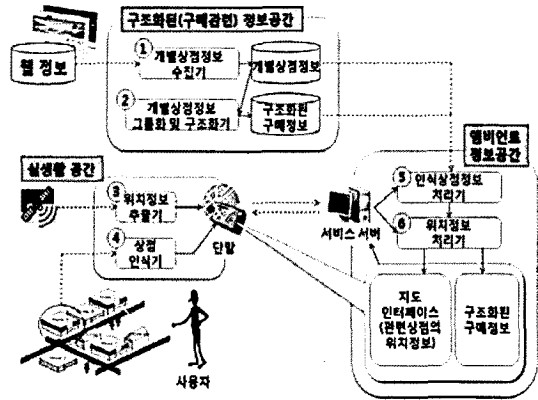 구조화된(구매관련) 정보공간
웹 정보
1
개별상점정보
수집기
개별상점정보
2
개별상점정보
그룹화 및 구조화기
구조화된
구매정보
앰비언트
정보공간
실생활 공간
3
위치정보
추출기
4
상점
인식기
단말
서비스 서버
5
인식상점정보
처리기
6
위치정보
처리기
지도
인터페이스
(관련상점의
위치정보)
구조화된
구매정보
사용자